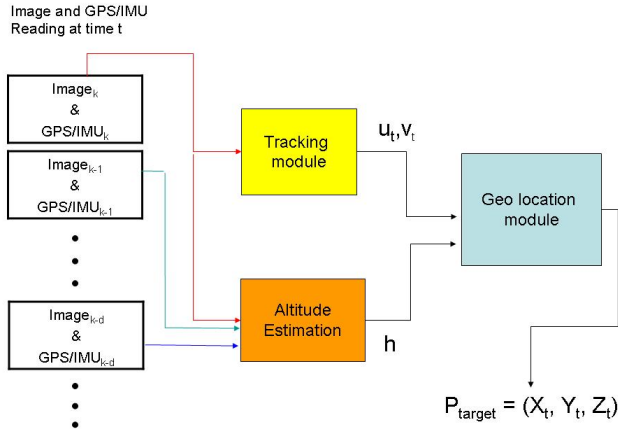 Image and GPS/IMU
Reading at time t
Image_k
&
GPS/IMU_k
Image_k-1
&
GPS/IMU_k-1
Image_k-d
&
GPS/IMU_k-d
Tracking
module
Altitude
Estimation
u_t,v_t
h
Geo location
module
P_target = (X_t, Y_t, Z_t)